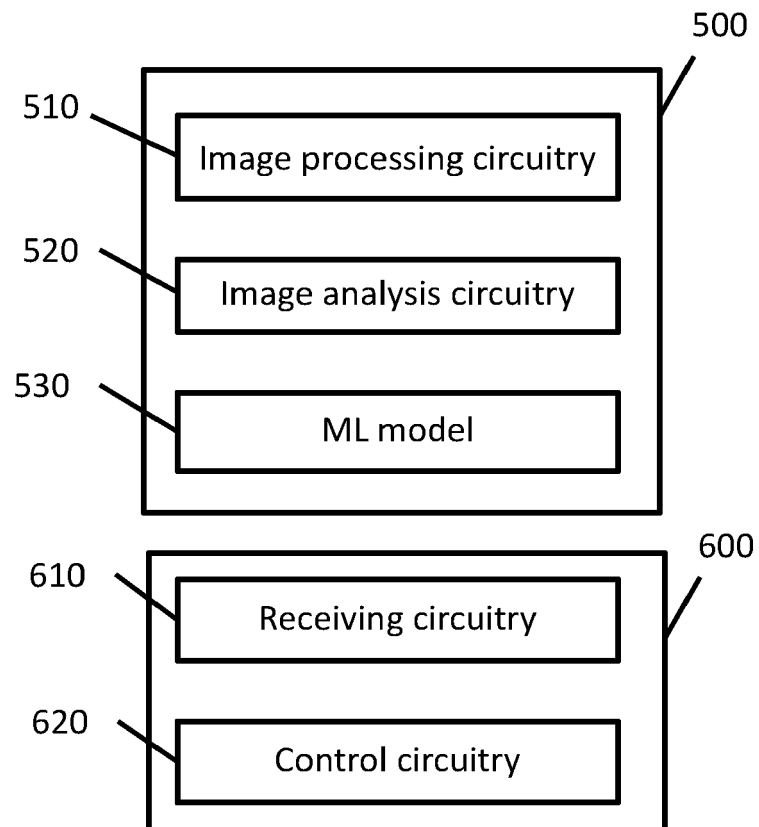 500
510
Image processing circuitry
520
Image analysis circuitry
530
ML model
600
610
Receiving circuitry
620
Control circuitry